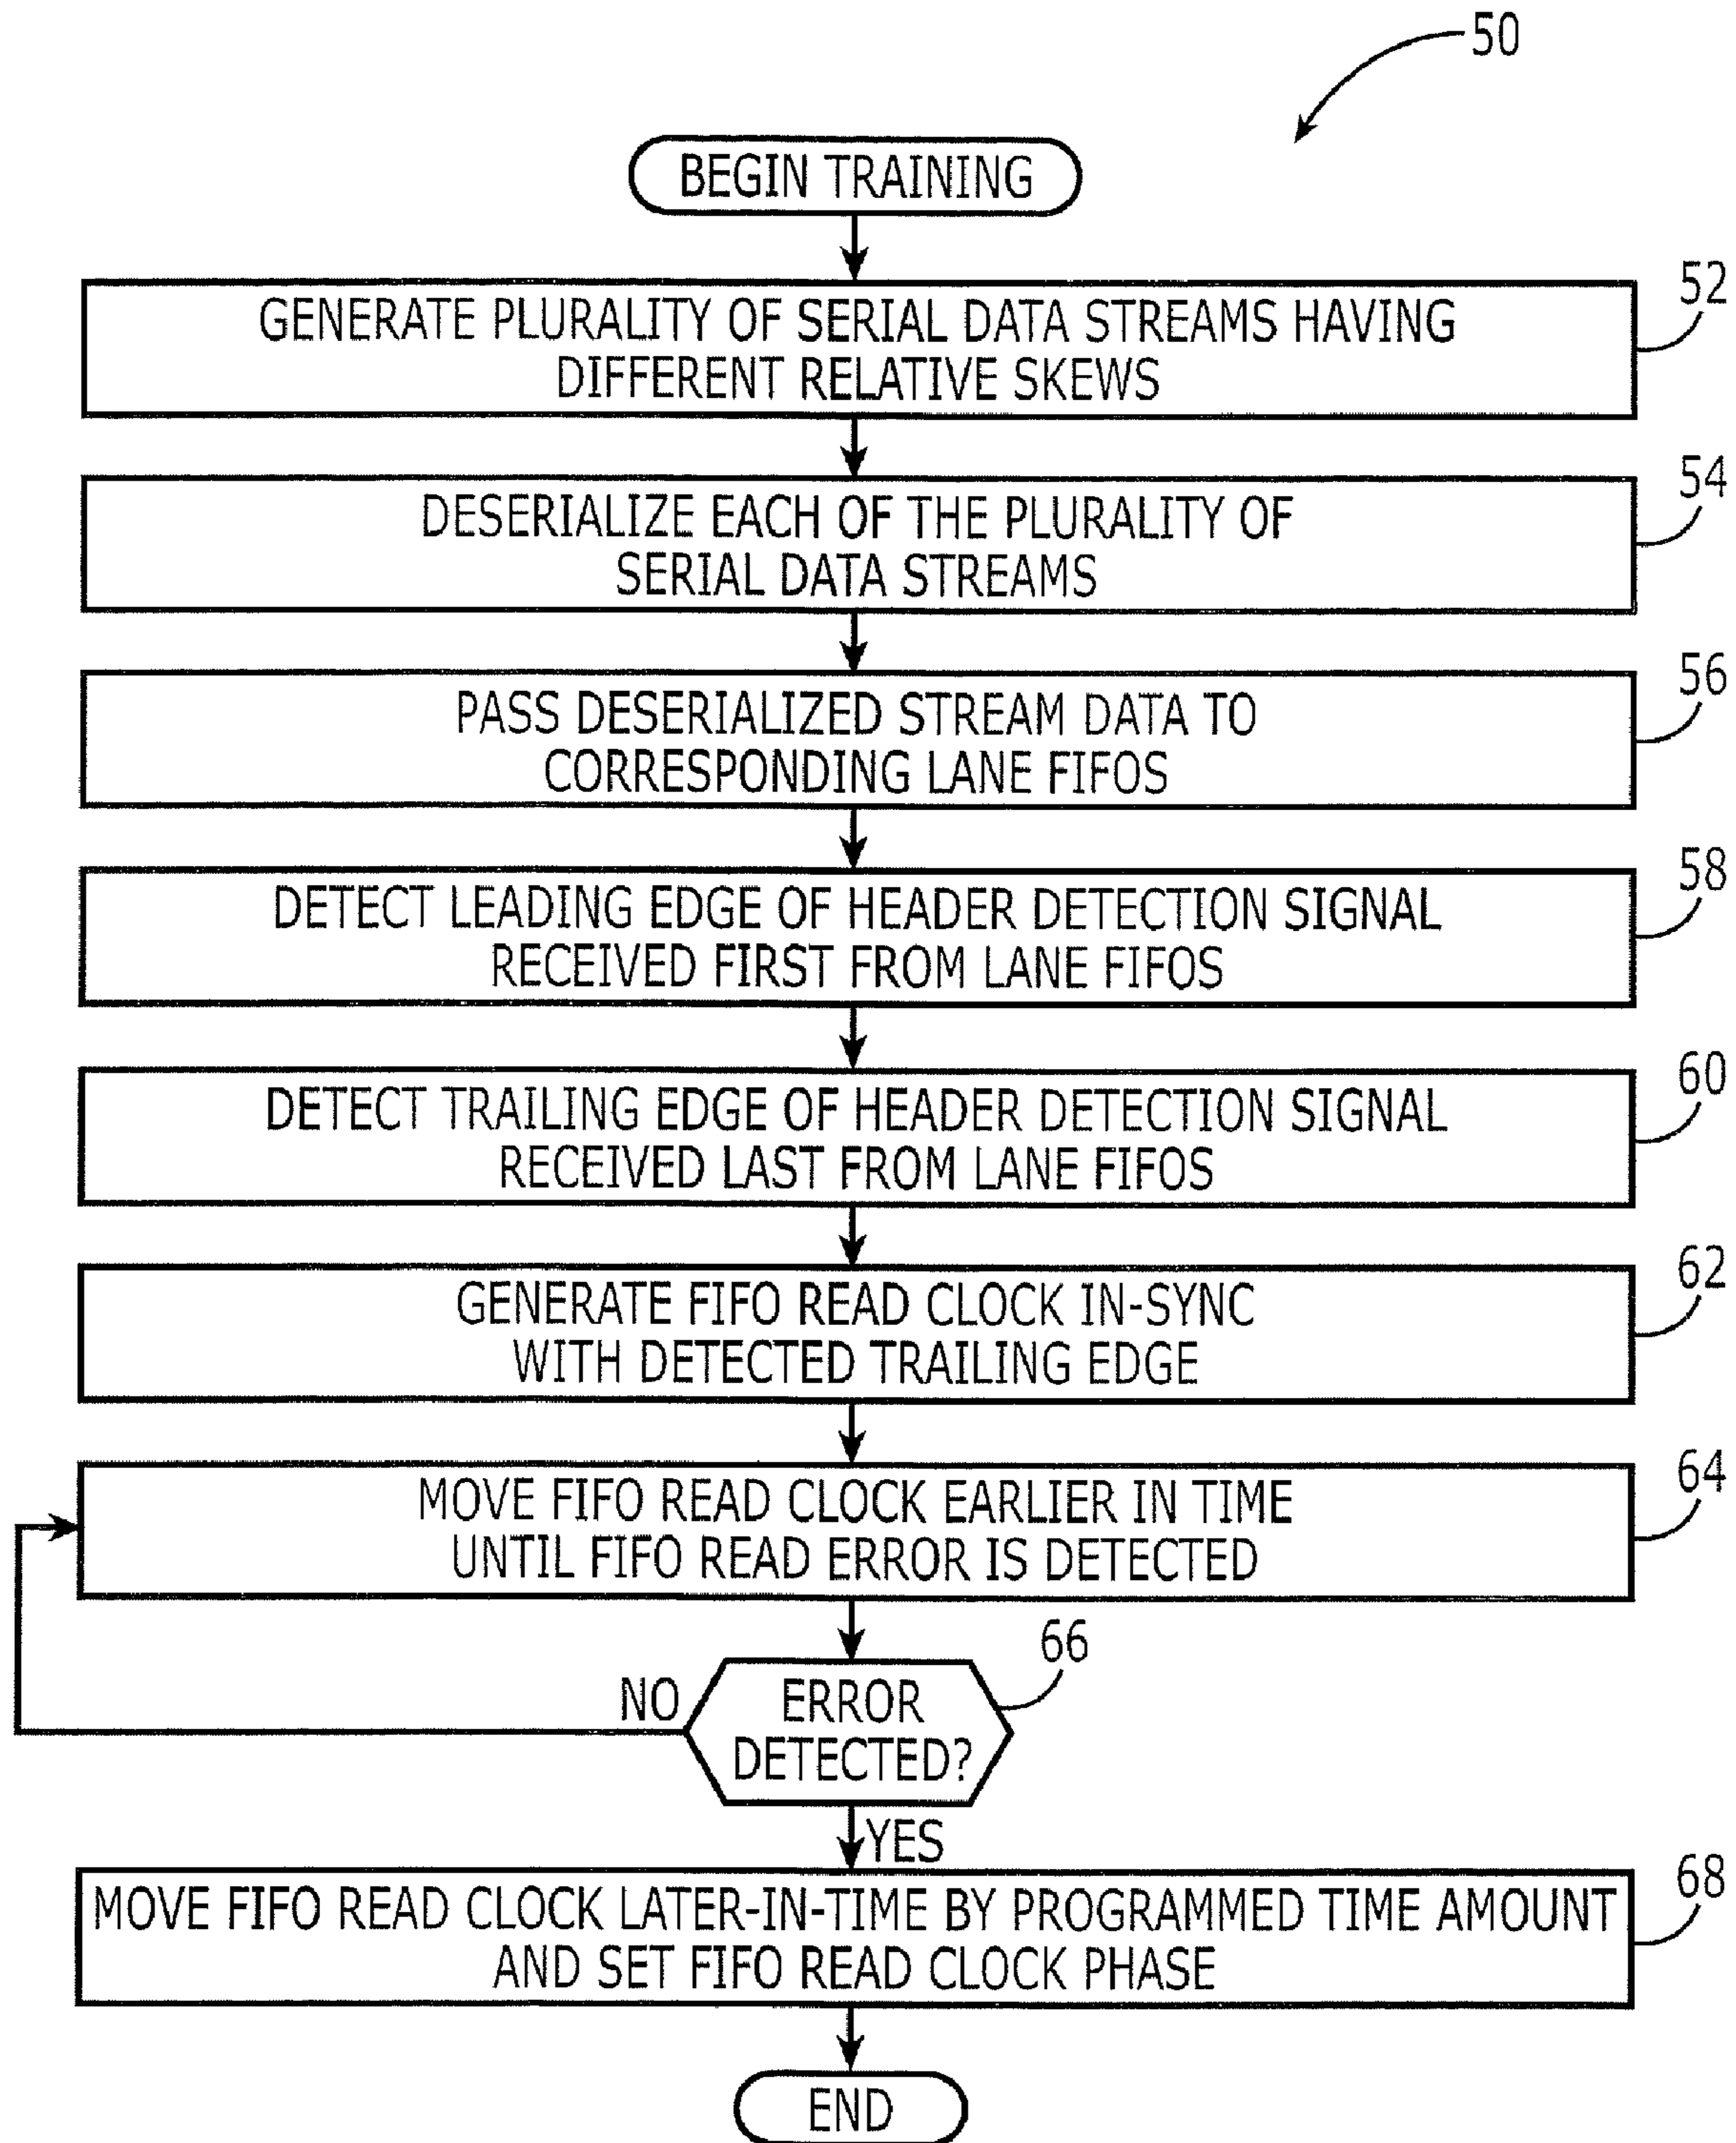 50
BEGIN TRAINING
52
GENERATE PLURALITY OF SERIAL DATA STREAMS HAVING
DIFFERENT RELATIVE SKEWS
54
DESERIALIZE EACH OF THE PLURALITY OF
SERIAL DATA STREAMS
56
PASS DESERIALIZED STREAM DATA TO
CORRESPONDING LANE FIFOS
58
DETECT LEADING EDGE OF HEADER DETECTION SIGNAL
RECEIVED FIRST FROM LANE FIFOS
60
DETECT TRAILING EDGE OF HEADER DETECTION SIGNAL
RECEIVED LAST FROM LANE FIFOS
62
GENERATE FIFO READ CLOCK IN-SYNC
WITH DETECTED TRAILING EDGE
64
MOVE FIFO READ CLOCK EARLIER IN TIME
UNTIL FIFO READ ERROR IS DETECTED
66
NO
ERROR
DETECTED?
YES
68
MOVE FIFO READ CLOCK LATER-IN-TIME BY PROGRAMMED TIME AMOUNT
AND SET FIFO READ CLOCK PHASE
END